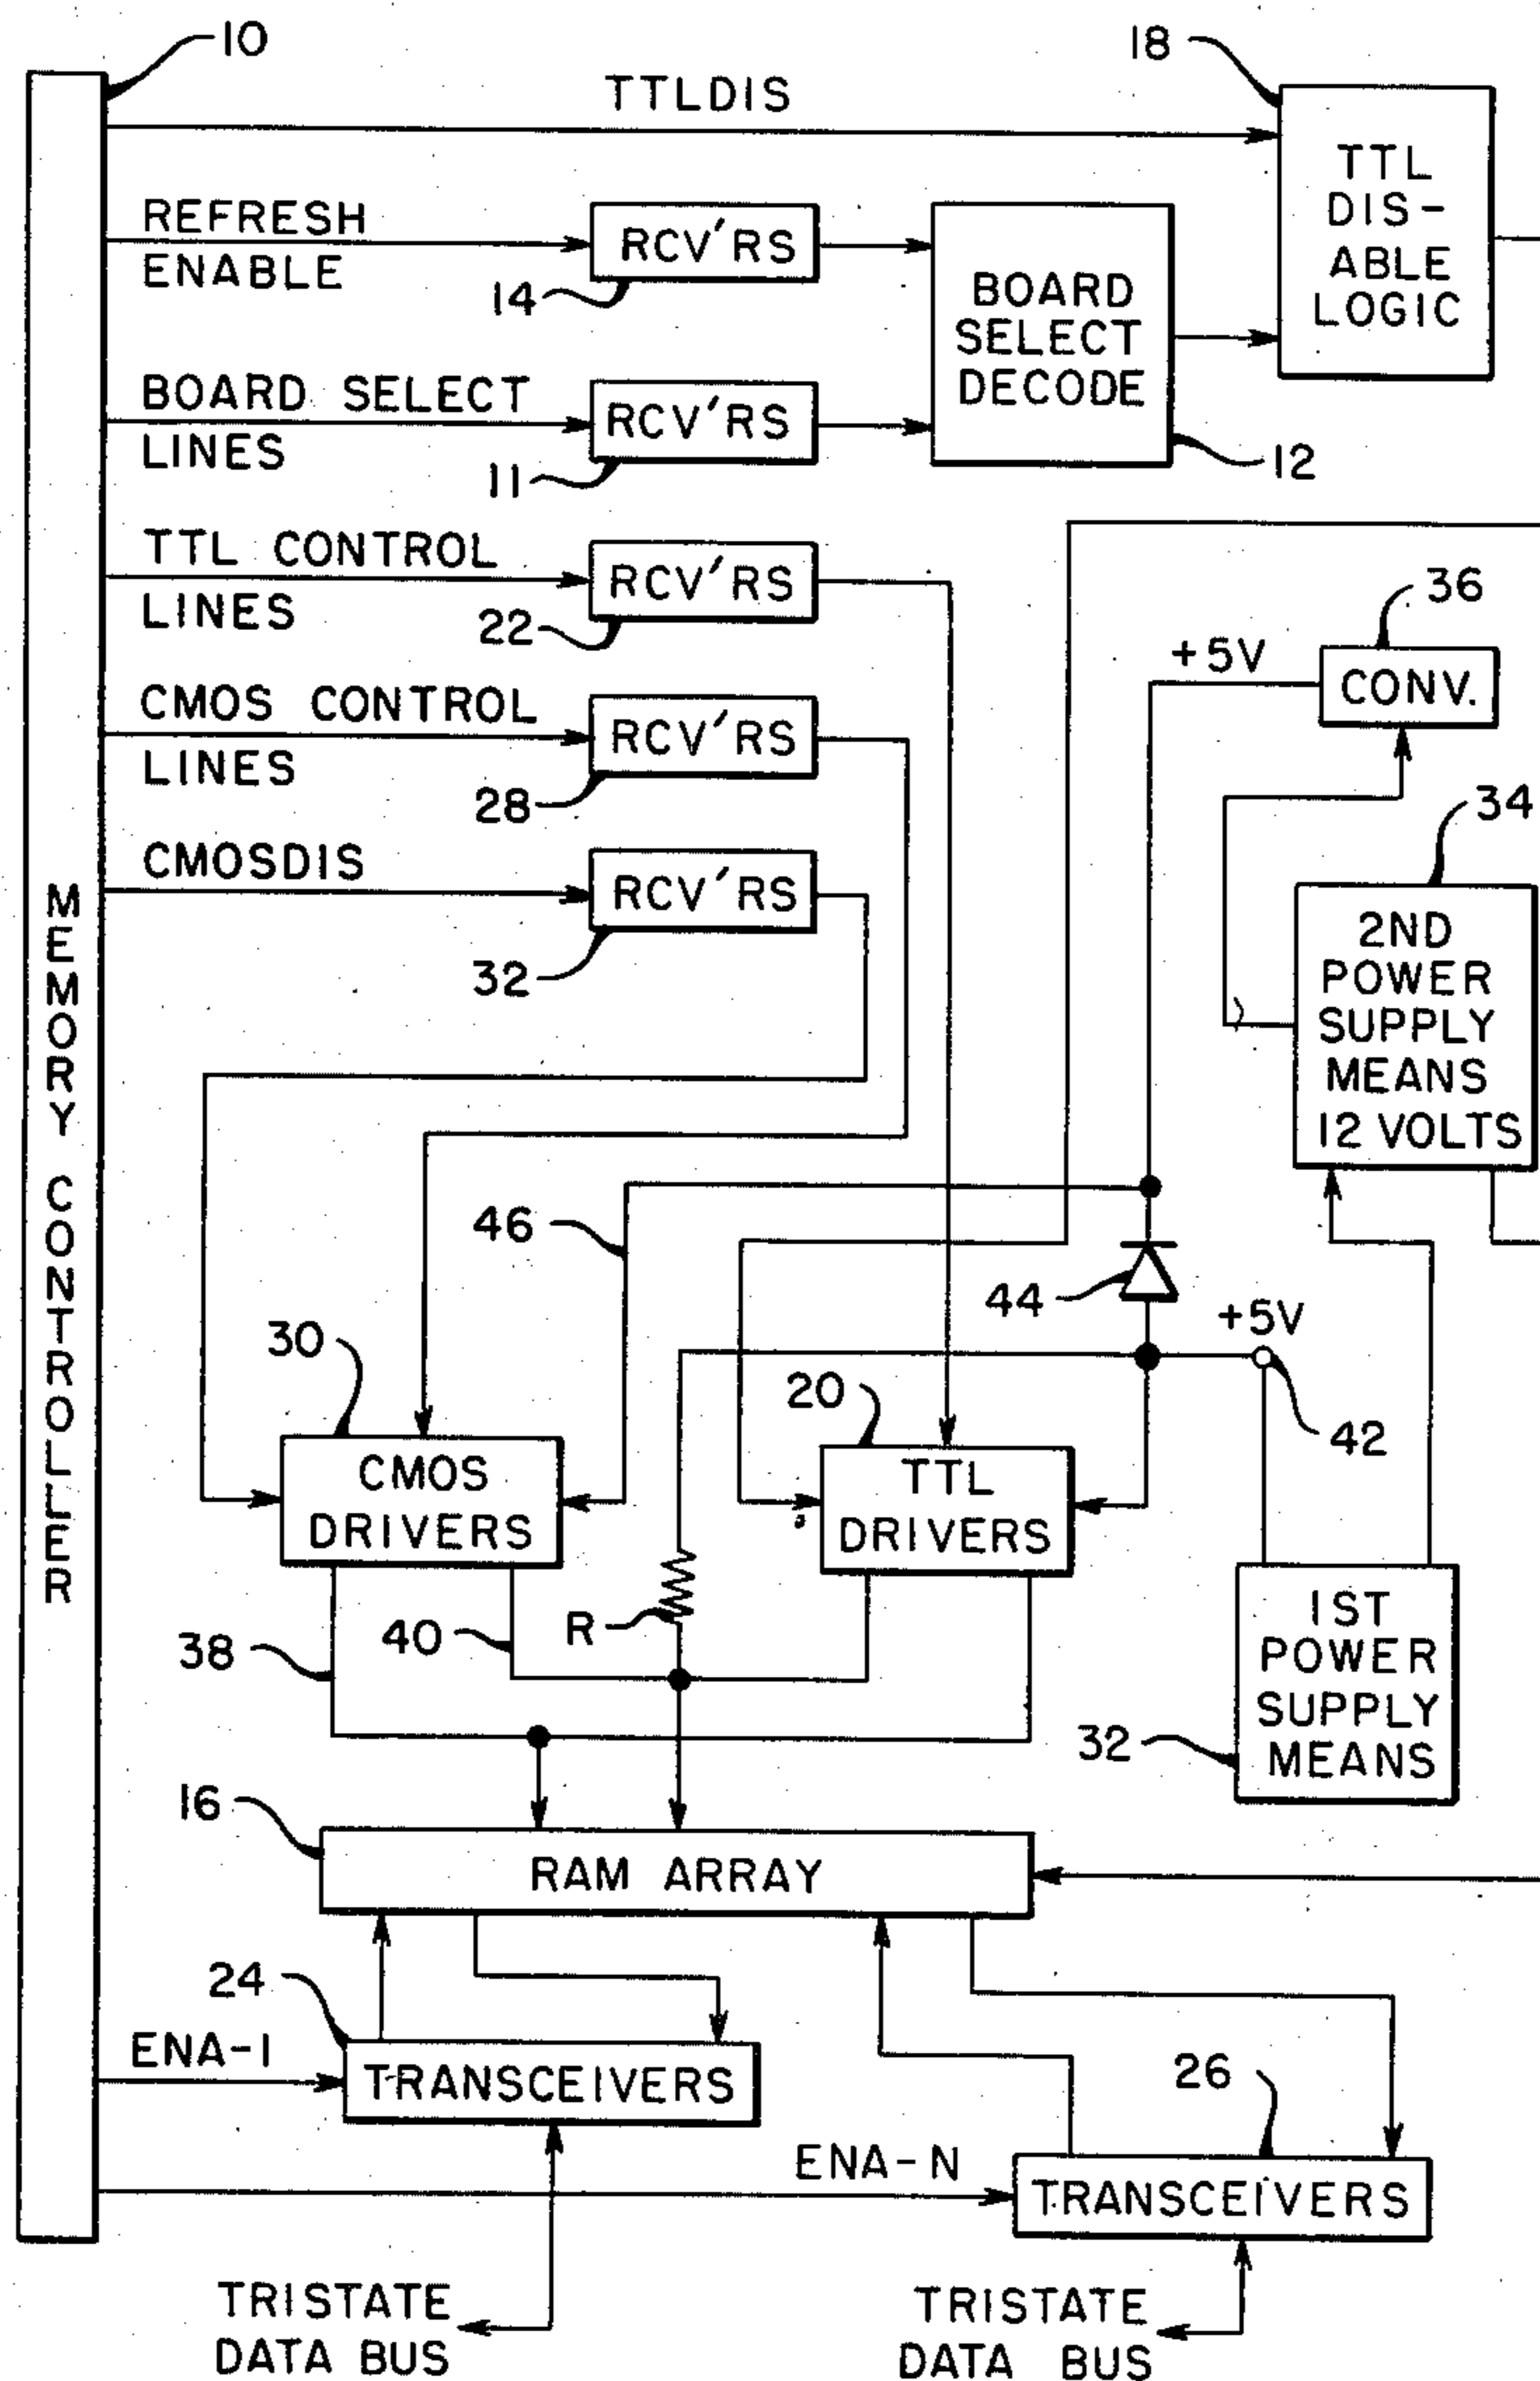 10
18
TTLDIS
TTL
DIS-
ABLE
LOGIC
REFRESH
ENABLE
RCV'RS
14
BOARD
SELECT
DECODE
12
BOARD SELECT
LINES
RCV'RS
11
TTL CONTROL
LINES
RCV'RS
22
36
+5V
CONV.
CMOS CONTROL
LINES
RCV'RS
28
34
CMOSDIS
RCV'RS
32
2ND
POWER
SUPPLY
MEANS
12 VOLTS
MEMORY CONTROLLER
46
44
+5V
42
30
20
CMOS
DRIVERS
TTL
DRIVERS
R
40
38
1ST
POWER
SUPPLY
MEANS
32
16
RAM ARRAY
24
ENA-1
TRANSCEIVERS
26
ENA-N
TRANSCEIVERS
TRISTATE
DATA BUS
TRISTATE
DATA BUS